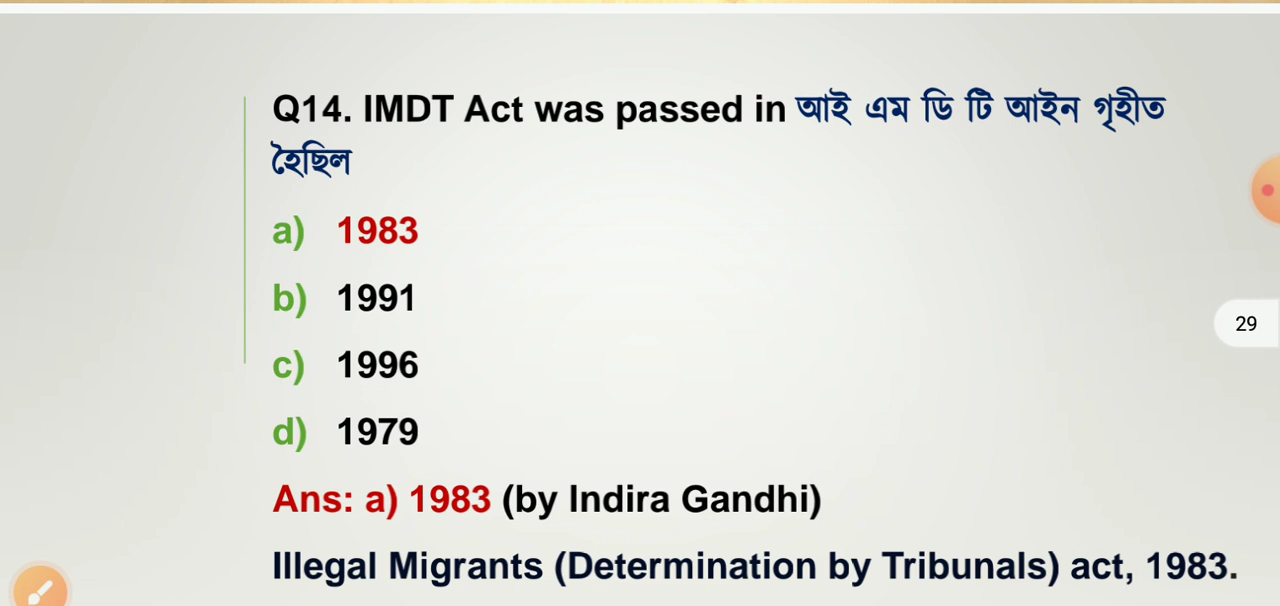 Q14. IMDT Act was passed in আই এম ডি টি আইন গৃহীত
হৈছিল
a) 1983
b) 1991
29
c) 1996
d) 1979
Ans: a) 1983 (by Indira Gandhi)
Illegal Migrants (Determination by Tribunals) act, 1983.